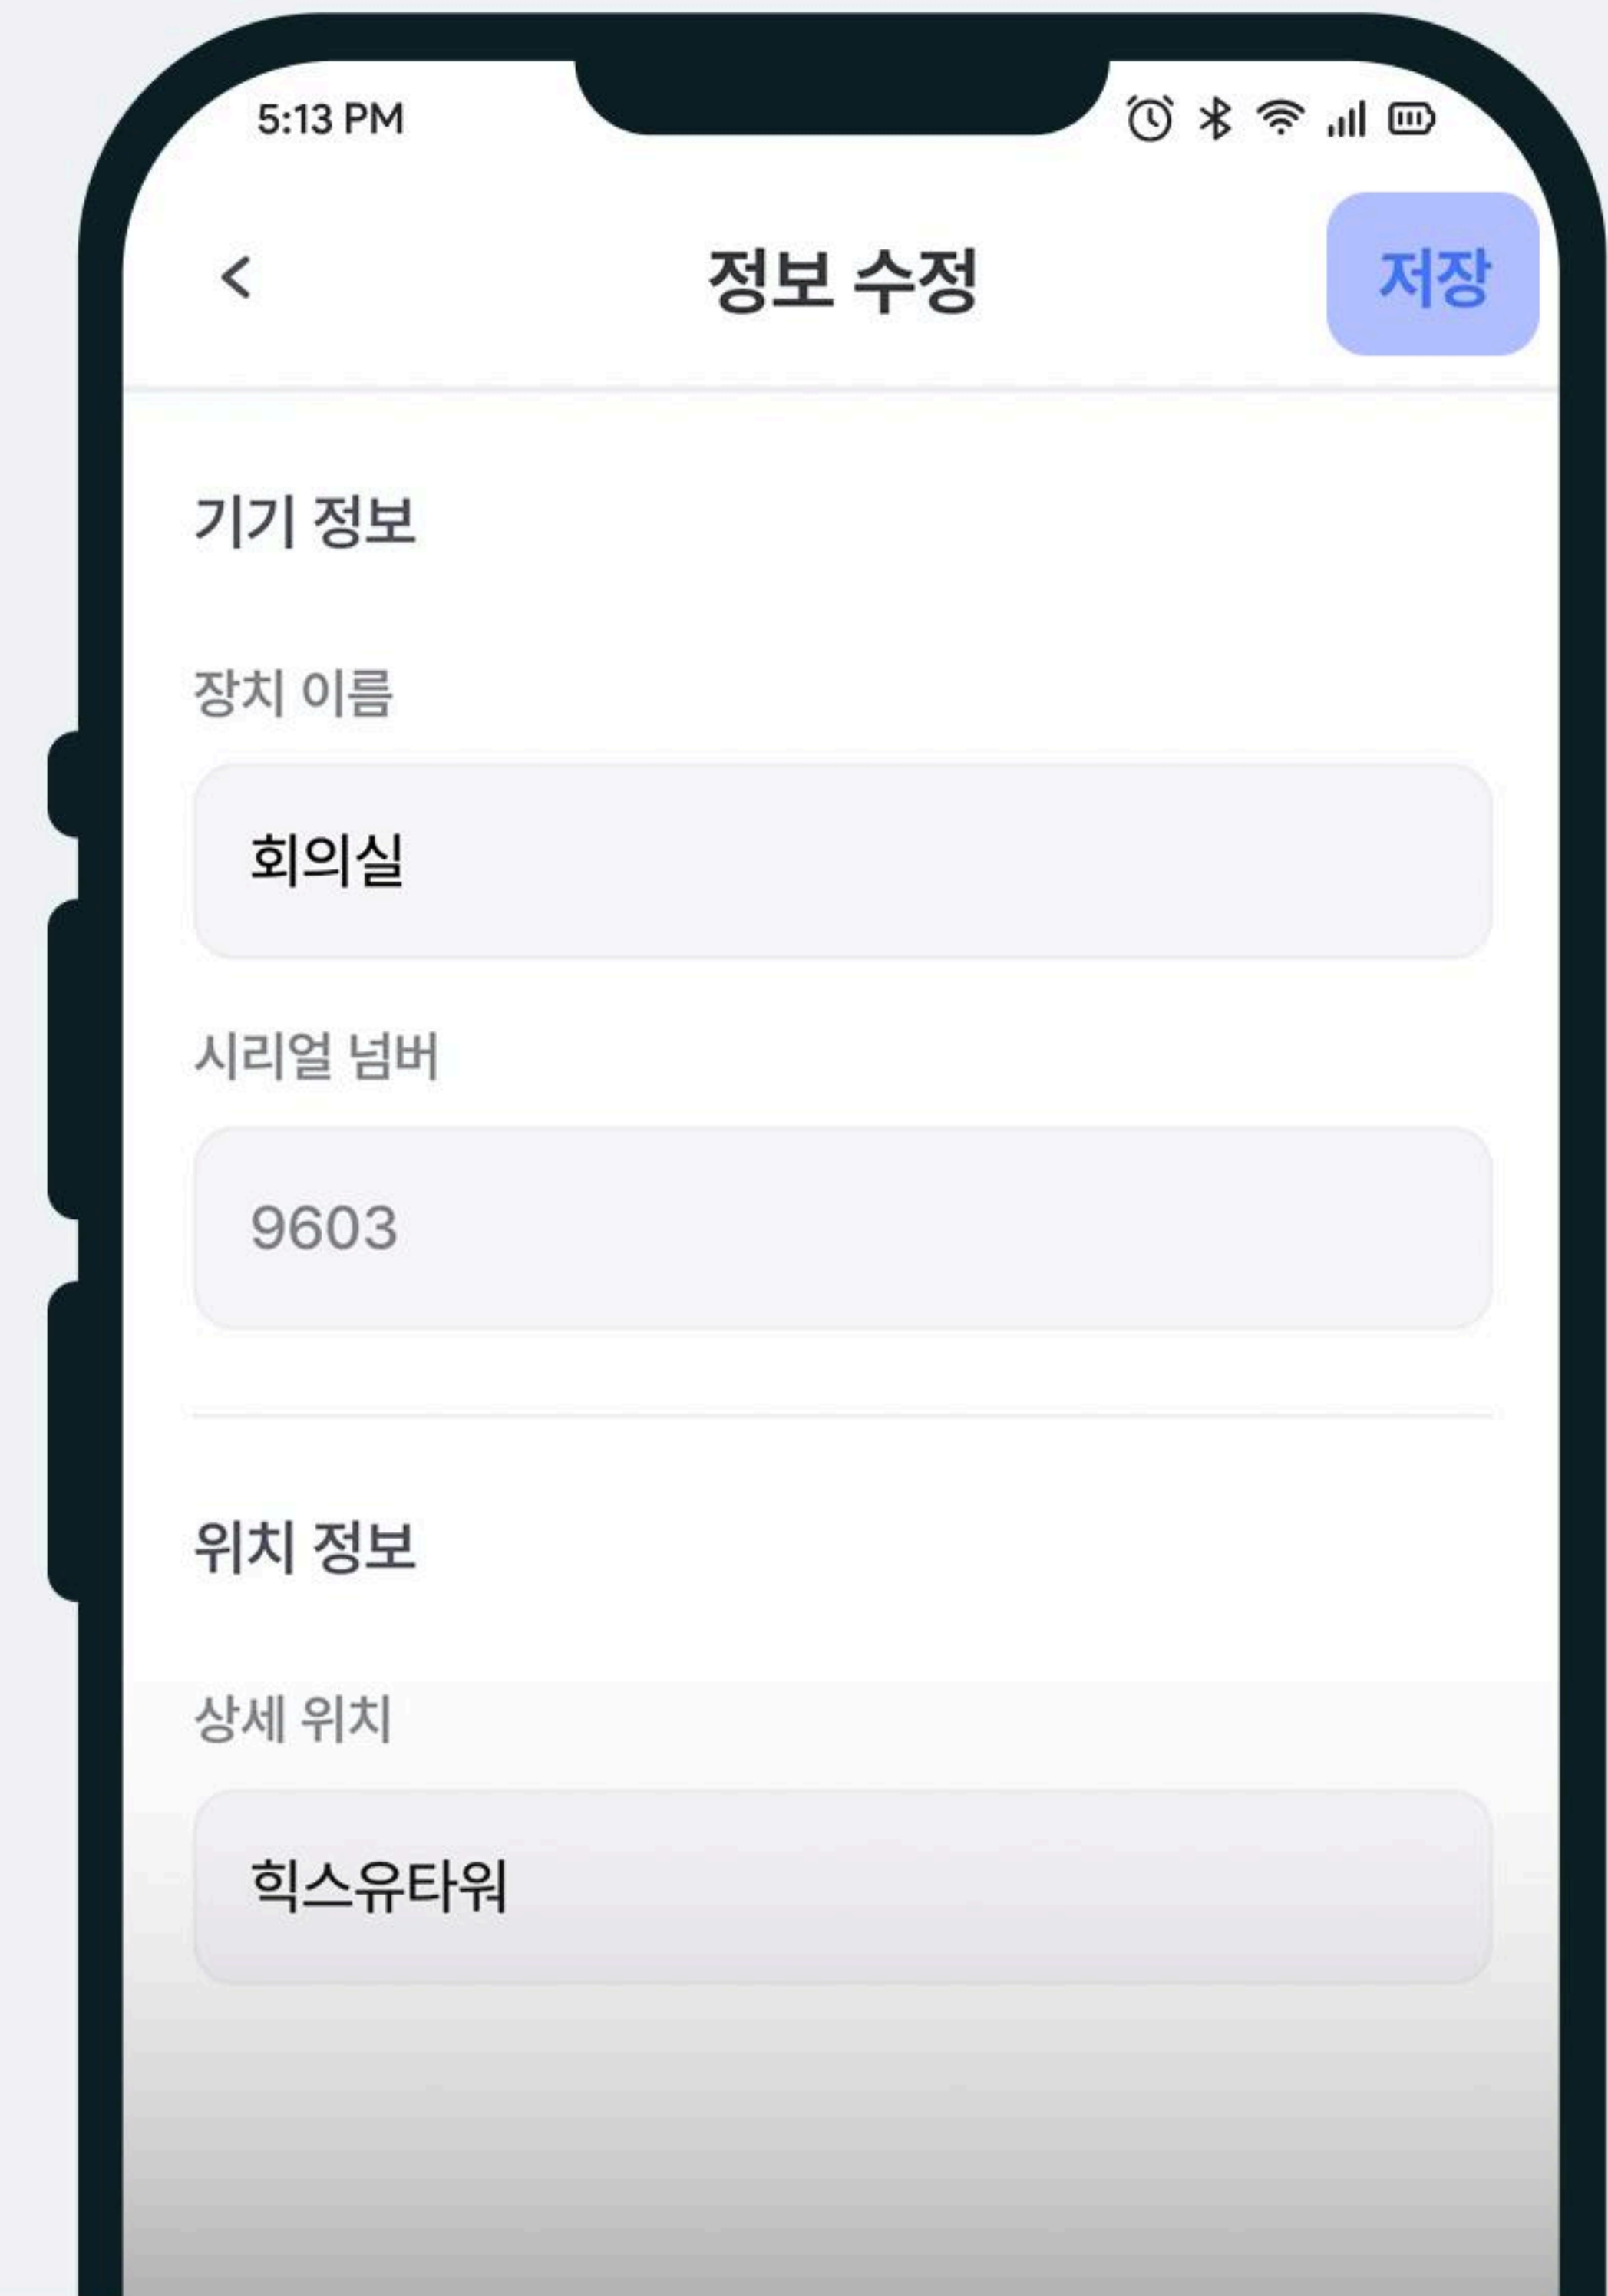 5:13 PM
정보 수정
저장
기기 정보
장치 이름
회의실
시리얼 넘버
9603
위치 정보
상세 위치
힉스유타워